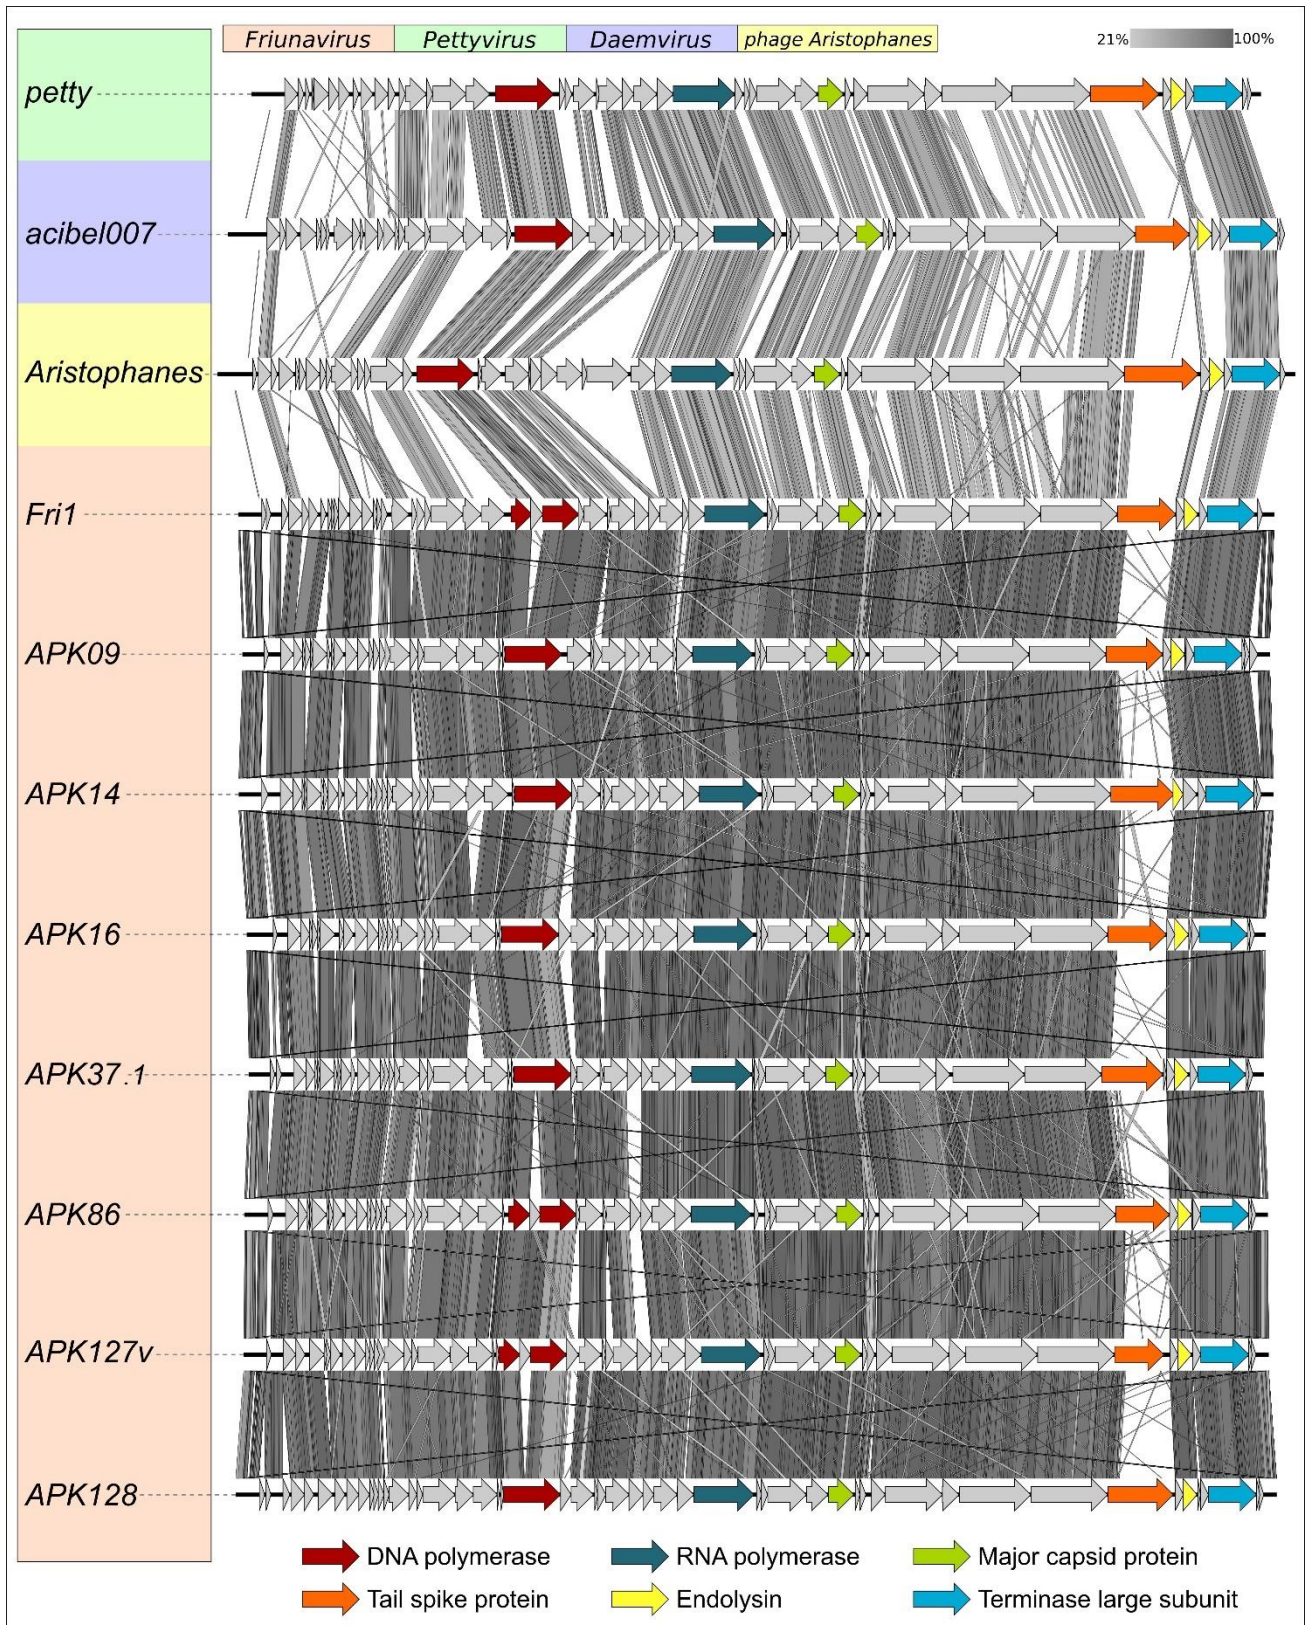 Friunavirus Pettyvirus Daemvirus phage Aristophanes 21% 100%
petty
acibel007
Aristophanes
Fri1
APK09
APK14
APK16
APK37.1
APK86
APK127v
APK128
DNA polymerase RNA polymerase Major capsid protein
Tail spike protein Endolysin Terminase large subunit